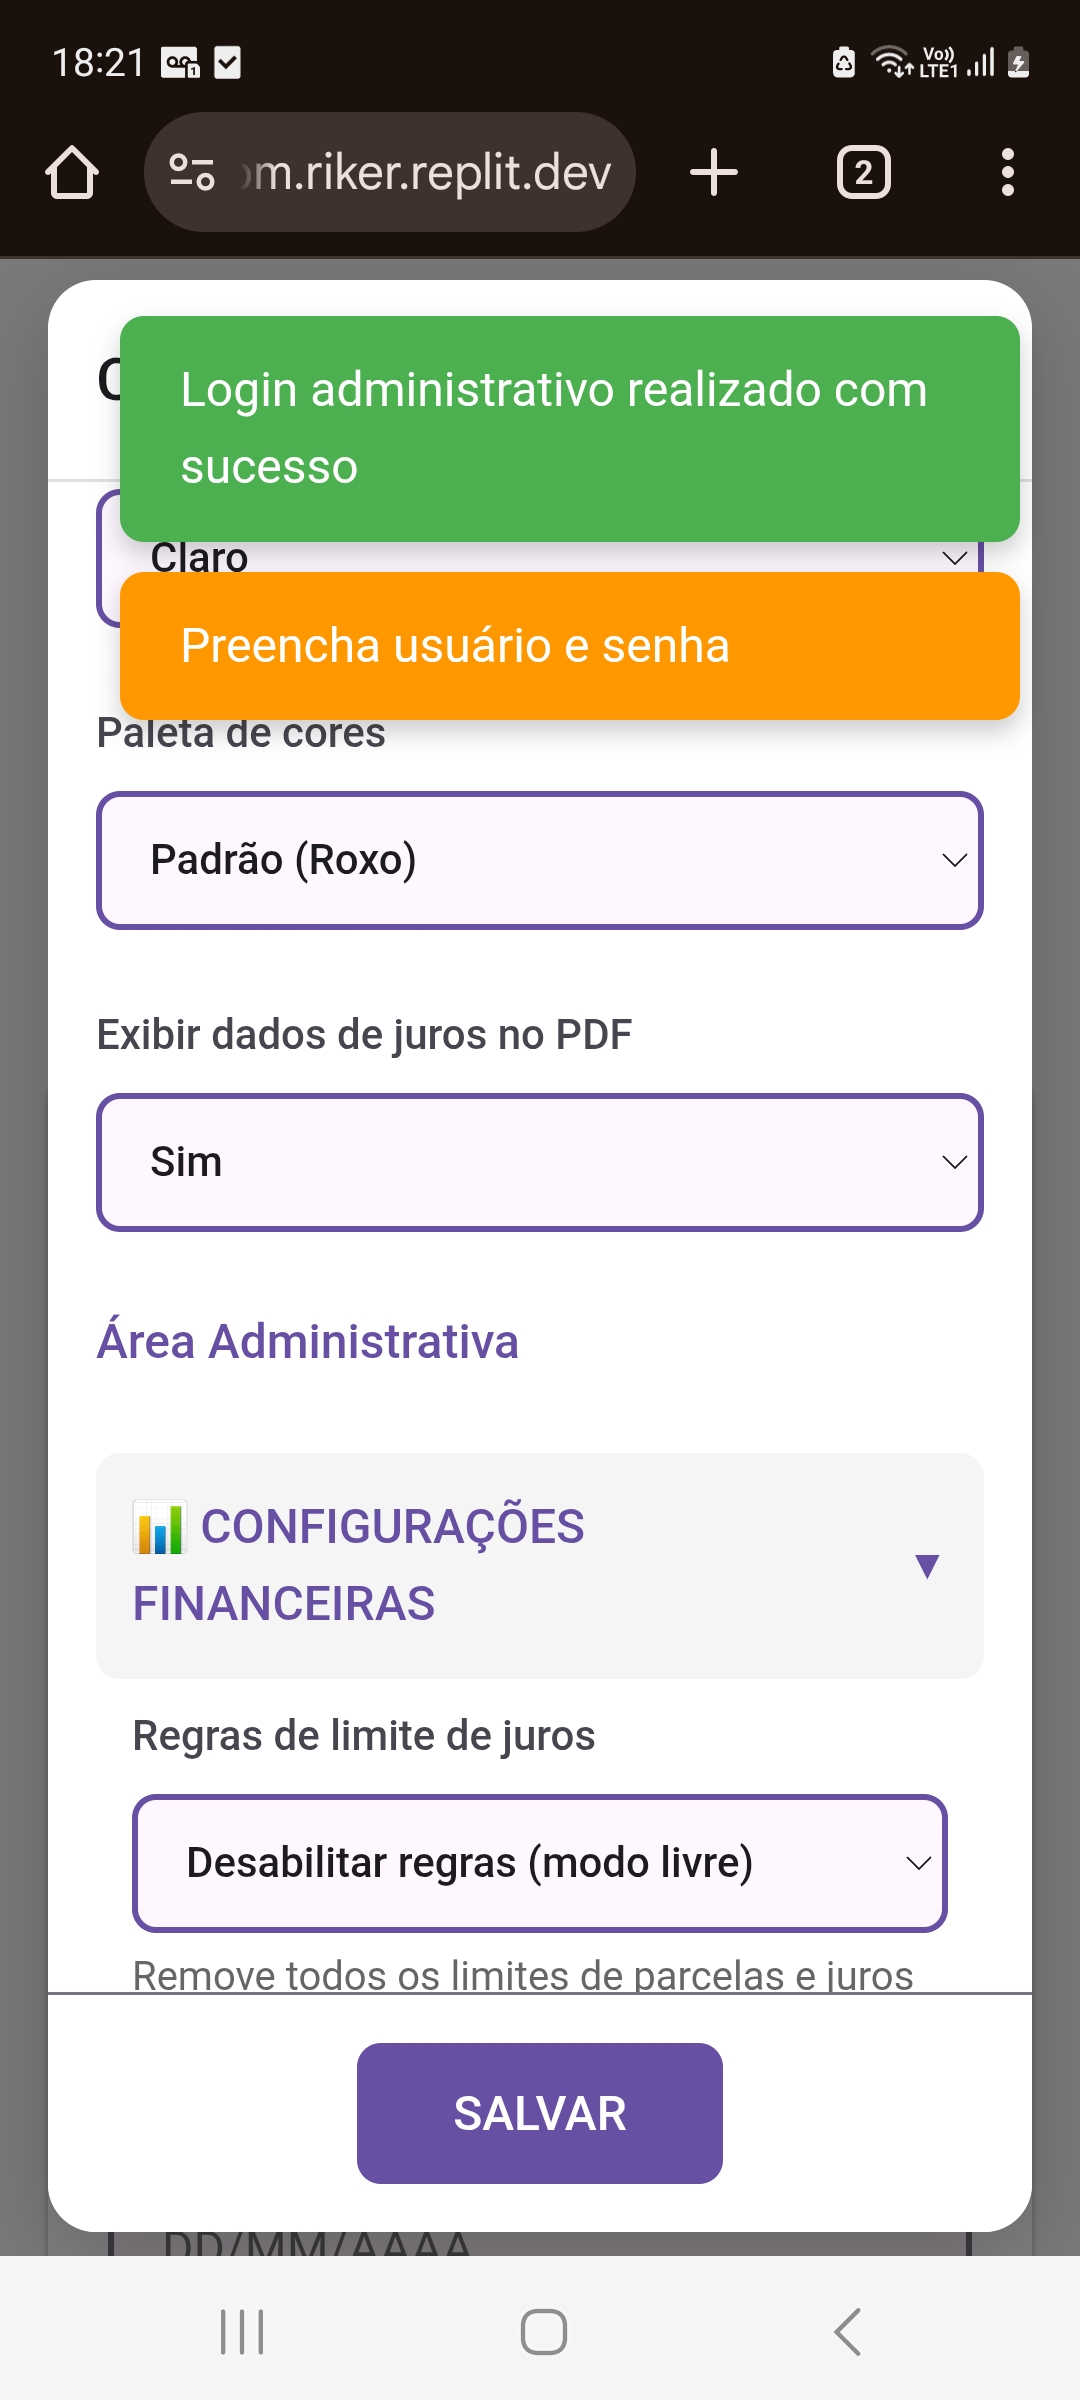 18:21
Vo))
LTE1
m.riker.replit.dev
2
Login administrativo realizado com
sucesso
Claro
Preencha usuário e senha
Paleta de cores
Padrão (Roxo)
Exibir dados de juros no PDF
Sim
Área Administrativa
CONFIGURAÇÕES
FINANCEIRAS
Regras de limite de juros
Desabilitar regras (modo livre)
Remove todos os limites de parcelas e juros
SALVAR
DD/MM/AAAA